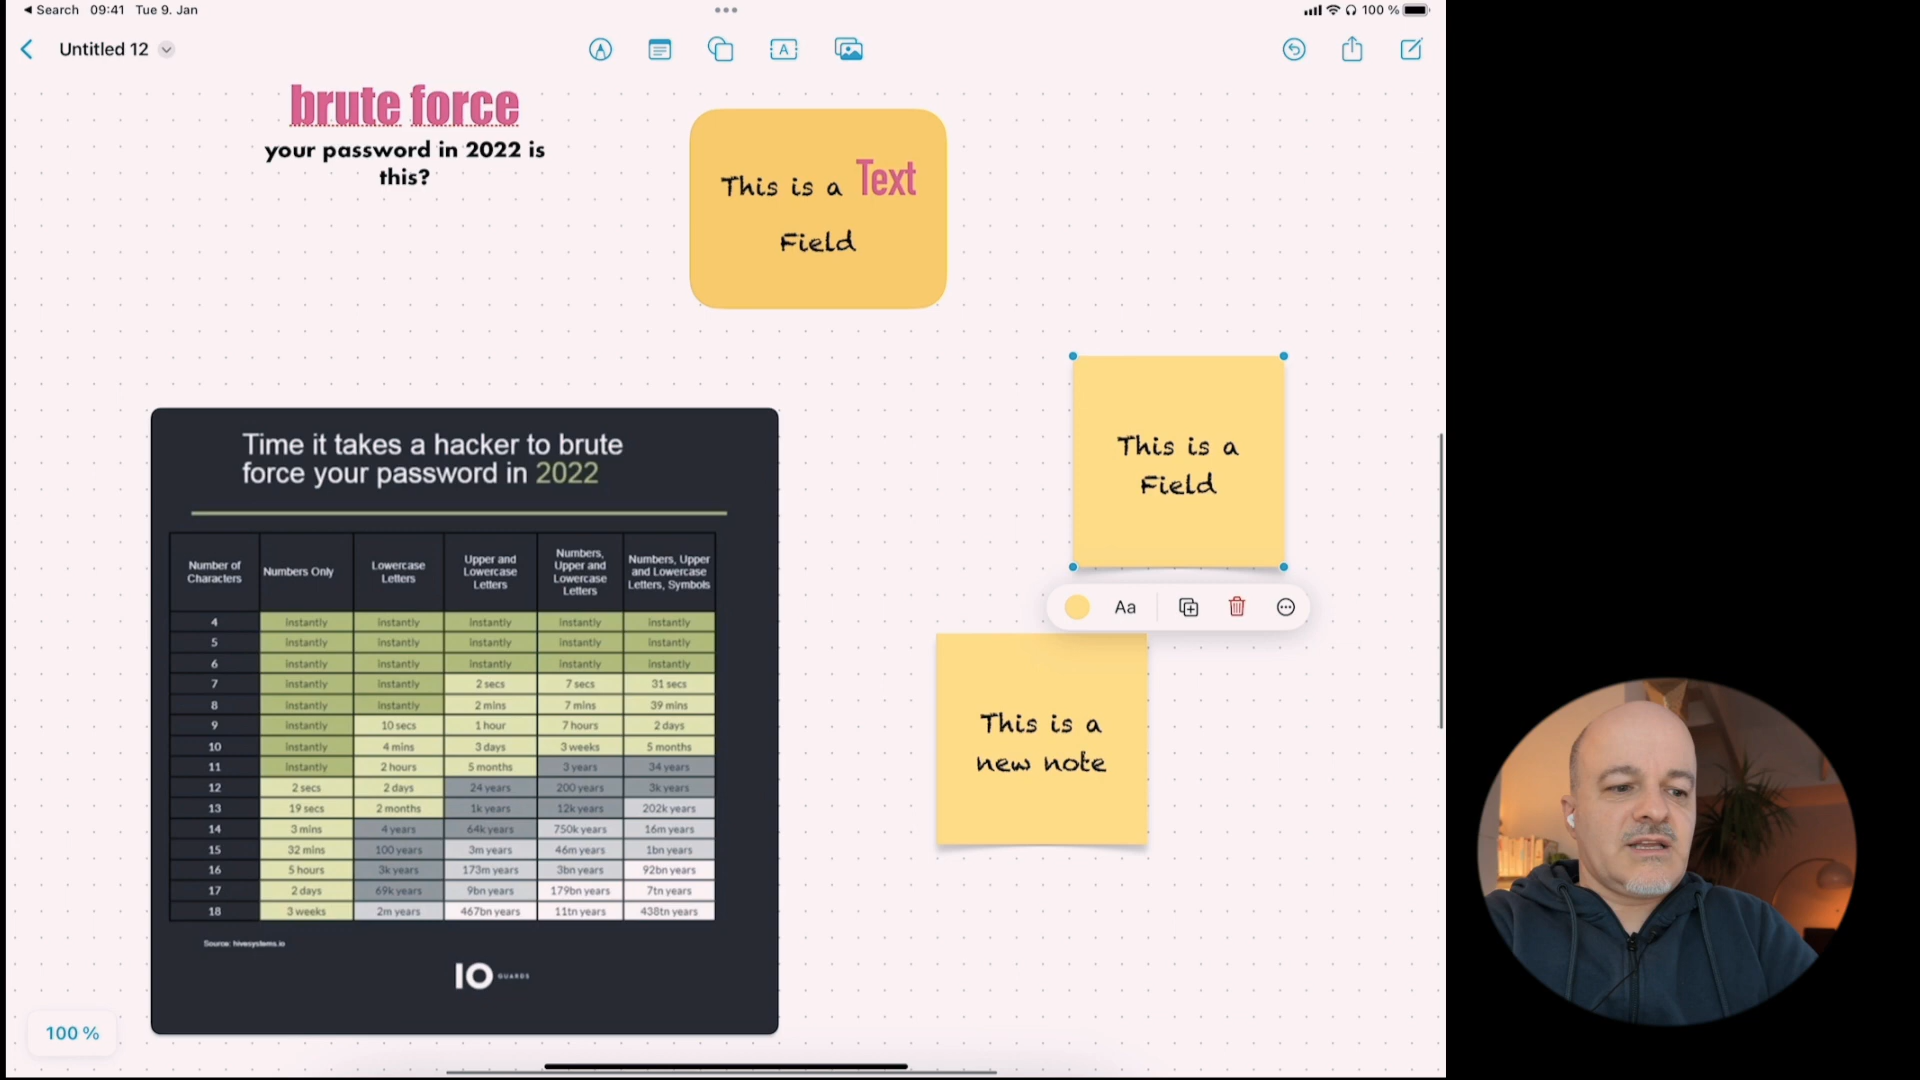 Search 09:41 Tue 9. Jan
100 %
Untitled 12
A
brute force
your password in 2022 is
this?
This is a Text
Field
This is a
Field
Aa
This is a
new note
Time it takes a hacker to brute
force your password in 2022
Number of Characters Numbers Only Lowercase Letters Upper and Lowercase Letters Numbers, Upper and Lowercase Letters Numbers, Upper and Lowercase Letters, Symbols
4 Instantly Instantly Instantly Instantly Instantly
5 Instantly Instantly Instantly Instantly Instantly
6 Instantly Instantly Instantly Instantly Instantly
7 Instantly Instantly 2 secs 7 secs 31 secs
8 Instantly Instantly 2 mins 7 mins 39 mins
9 Instantly 10 secs 1 hour 7 hours 2 days
10 Instantly 4 mins 3 days 3 weeks 5 months
11 Instantly 2 hours 5 months 3 years 34 years
12 2 secs 2 days 24 years 200 years 3k years
13 19 secs 2 months 1k years 12k years 202k years
14 3 mins 4 years 64k years 750k years 16m years
15 32 mins 100 years 3m years 46m years 1bn years
16 5 hours 3k years 173m years 3bn years 92bn years
17 2 days 69k years 9bn years 179bn years 7tn years
18 3 weeks 2m years 467bn years 11tn years 438tn years
Source: hivesystems.io
IO GUARDS
100 %